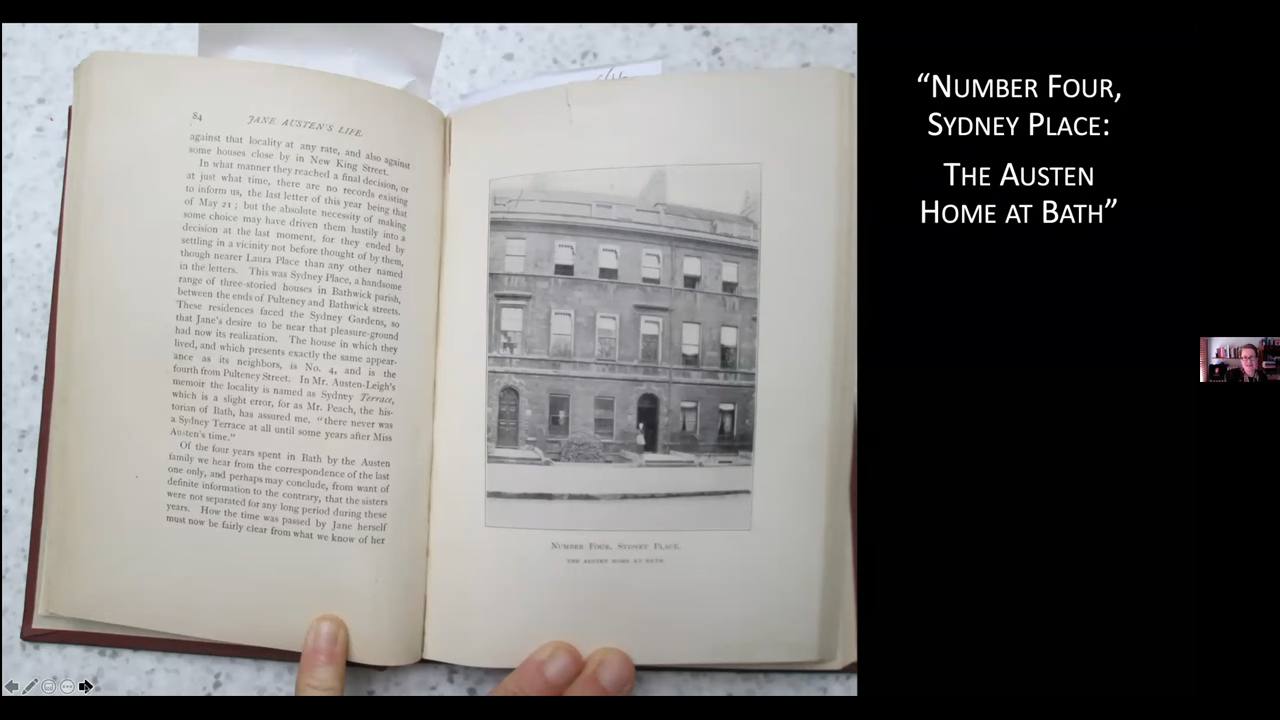 84
JANE AUSTEN'S LIFE.
against that locality at any rate, and also against
some houses close by in New King Street.
In what manner they reached a final decision, or
at just what time, there are no records existing
to inform us, the last letter of this year being that
of May 21; but the absolute necessity of making
some choice may have driven them hastily into a
decision at the last moment, for they ended by
settling in a vicinity not before thought of by them,
though nearer Laura Place than any other named
in the letters. This was Sydney Place, a handsome
range of three-storied houses in Bathwick parish,
between the ends of Pulteney and Bathwick streets.
These residences faced the Sydney Gardens, so
that Jane's desire to be near that pleasure-ground
had now its realization. The house in which they
lived, and which presents exactly the same appear-
ance as its neighbors, is No. 4, and is the
fourth from Pulteney Street. In Mr. Austen-Leigh's
memoir the locality is named as Sydney Terrace,
which is a slight error, for as Mr. Peach, the his-
torian of Bath, has assured me, "there never was
a Sydney Terrace at all until some years after Miss
Austen's time."
Of the four years spent in Bath by the Austen
family we hear from the correspondence of the last
one only, and perhaps may conclude, from want of
definite information to the contrary, that the sisters
were not separated for any long period during these
years. How the time was passed by Jane herself
must now be fairly clear from what we know of her
NUMBER FOUR, SYDNEY PLACE.
THE AUSTEN HOME AT BATH.
“NUMBER FOUR,
SYDNEY PLACE:
THE AUSTEN
HOME AT BATH”